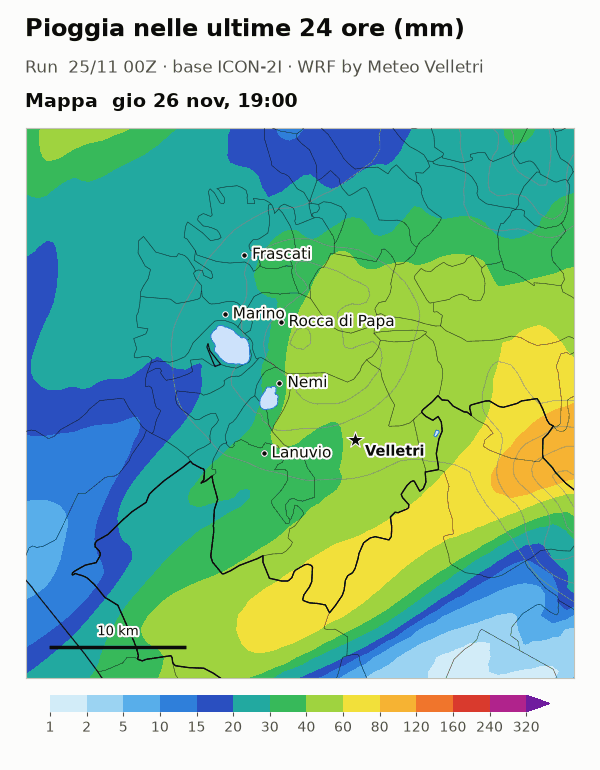 Pioggia nelle ultime 24 ore (mm)
Run  25/11 00Z · base ICON-2I · WRF by Meteo Velletri
Mappa  gio 26 nov, 19:00
Frascati
Marino
Rocca di Papa
Nemi
Velletri
Lanuvio
10 km
1 2 5 10 15 20 30 40 60 80 120 160 240 320